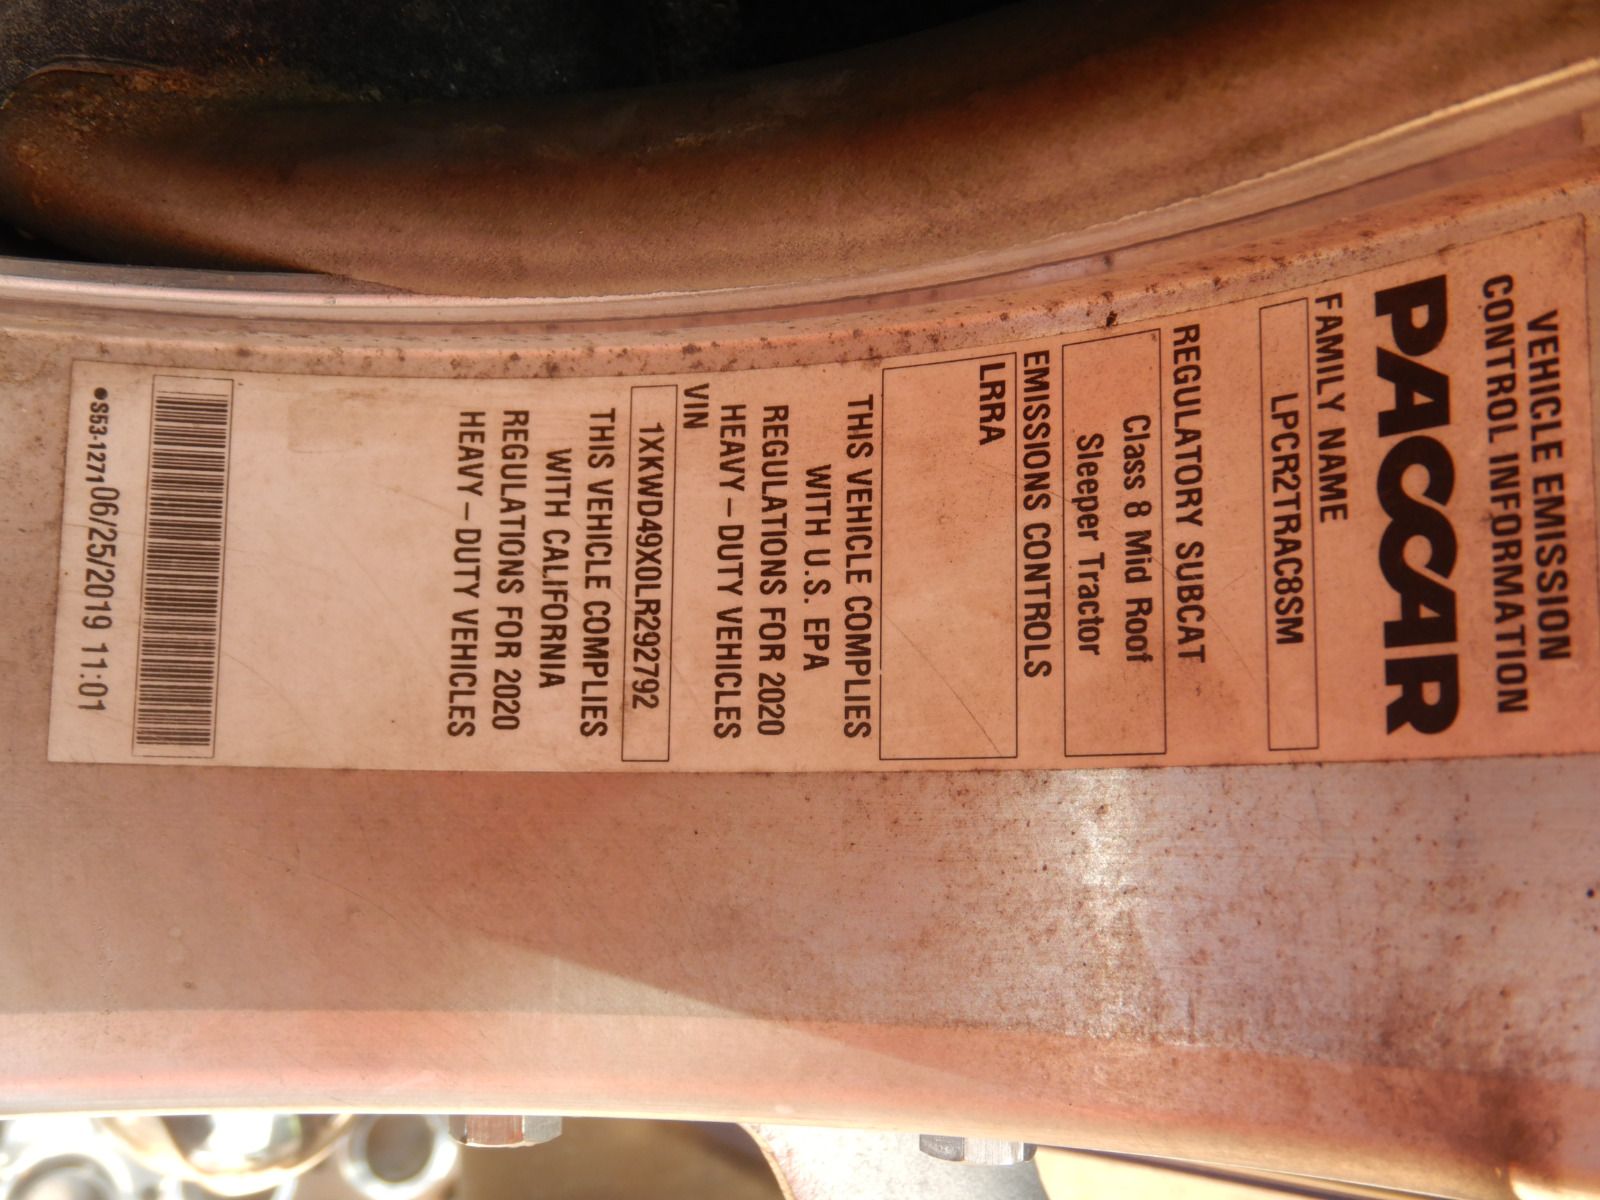 VEHICLE EMISSION
CONTROL INFORMATION
PACCAR
FAMILY NAME
LPCR2TRAC8SM
REGULATORY SUBCAT
Class 8 Mid Roof
Sleeper Tractor
EMISSIONS CONTROLS
LRRA
THIS VEHICLE COMPLIES
WITH U.S. EPA
REGULATIONS FOR 2020
HEAVY-DUTY VEHICLES
VIN
1XKWD49X0LR292792
THIS VEHICLE COMPLIES
WITH CALIFORNIA
REGULATIONS FOR 2020
HEAVY-DUTY VEHICLES
●S53-1271 06/25/2019 11:01